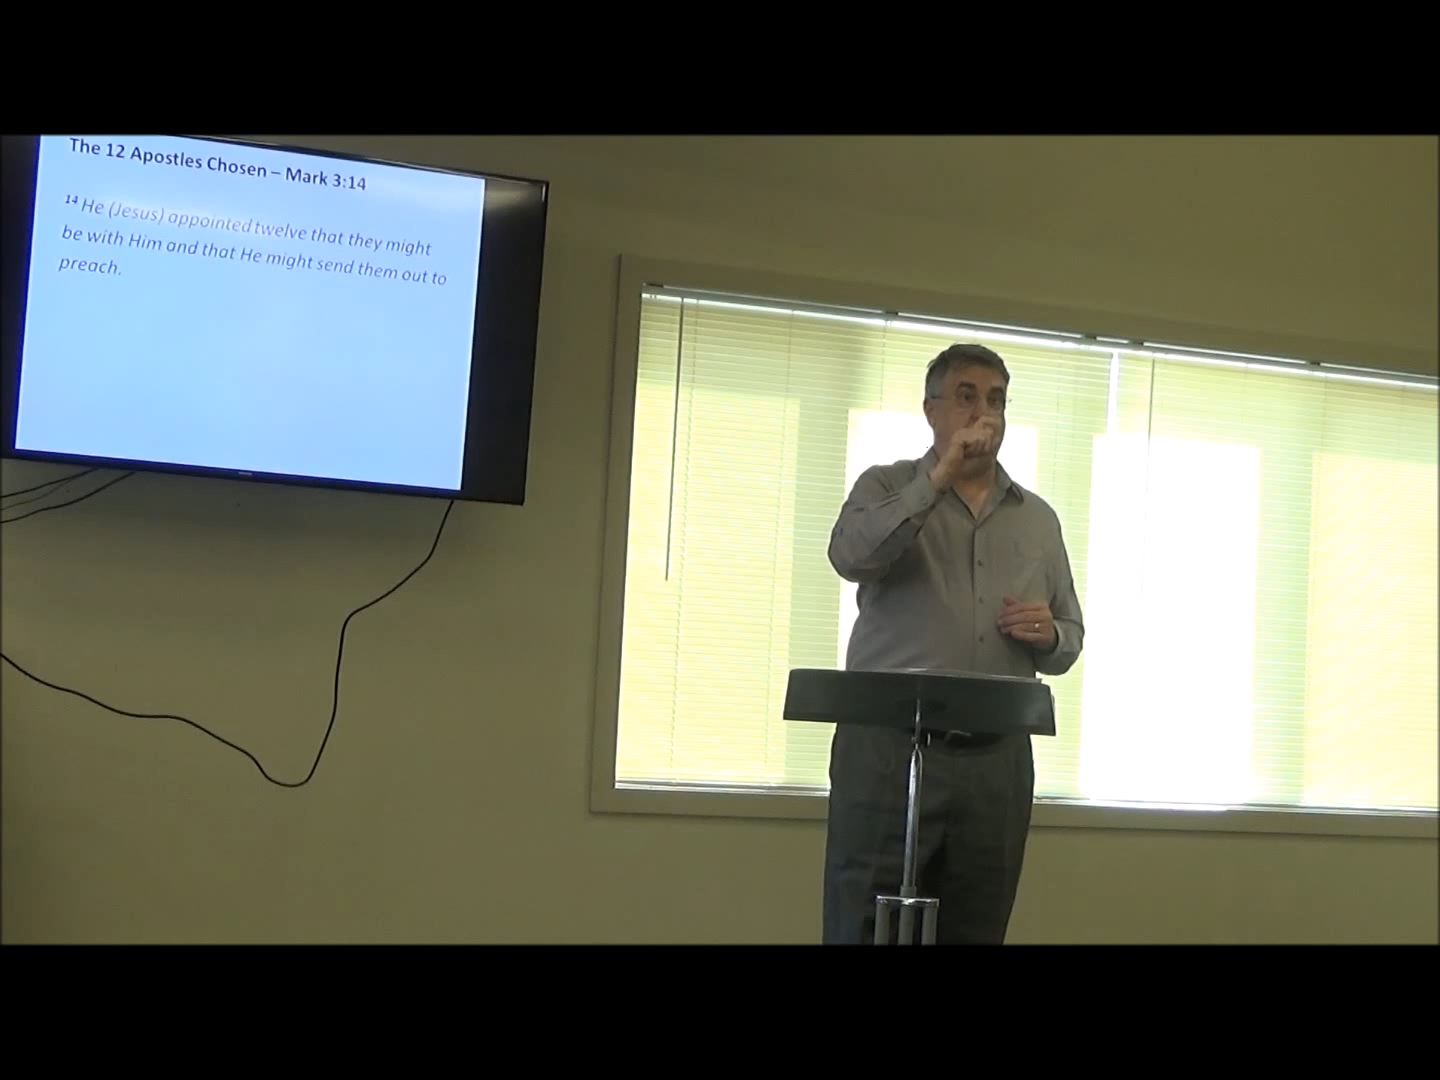 The 12 Apostles Chosen – Mark 3:14
14 He (Jesus) appointed twelve that they might
be with Him and that He might send them out to
preach.